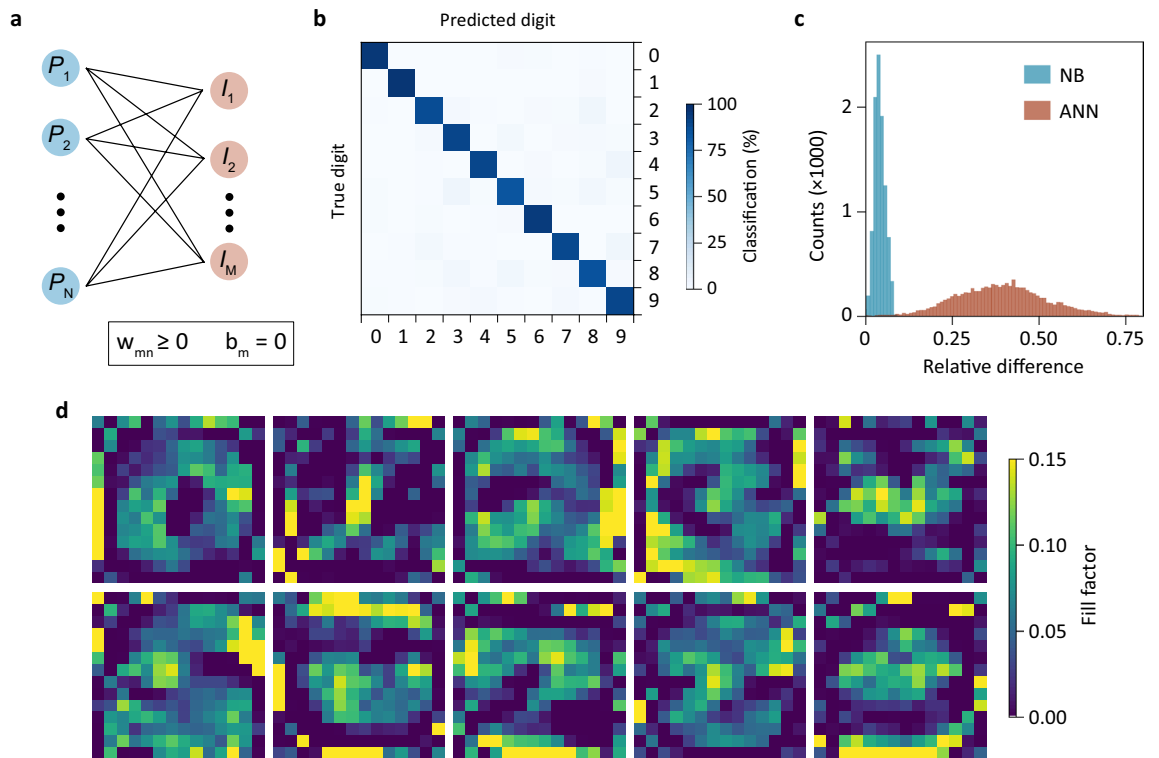 a
P1
P2
PN
I1
I2
IM
wmn ≥ 0 bm = 0
b
Predicted digit
True digit
0
1
2
3
4
5
6
7
8
9
0 1 2 3 4 5 6 7 8 9
100
75
50
25
0
Classification (%)
c
NB
ANN
2
1
0
Counts (×1000)
0 0.25 0.50 0.75
Relative difference
d
0.15
0.10
0.05
0.00
Fill factor